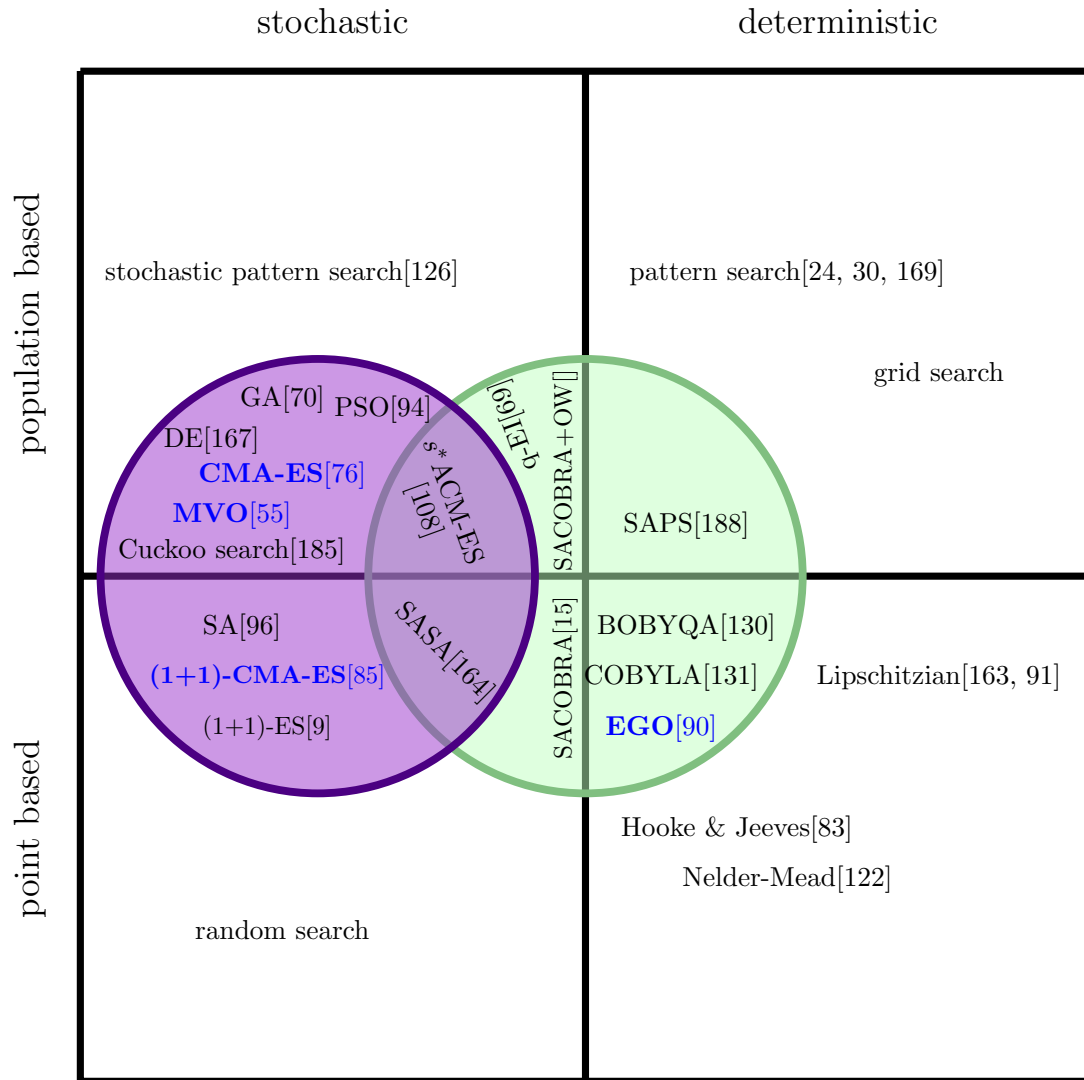 stochastic
deterministic
population based
point based
stochastic pattern search[126]
pattern search[24, 30, 169]
grid search
GA[70]
PSO[94]
DE[167]
CMA-ES[76]
MVO[55]
Cuckoo search[185]
s*ACM-ES
[108]
q-EI[69]
SACOBRA+OW[]
SAPS[188]
SA[96]
(1+1)-CMA-ES[85]
(1+1)-ES[9]
SASA[164]
SACOBRA[15]
BOBYQA[130]
COBYLA[131]
EGO[90]
Lipschitzian[163, 91]
Hooke & Jeeves[83]
Nelder-Mead[122]
random search